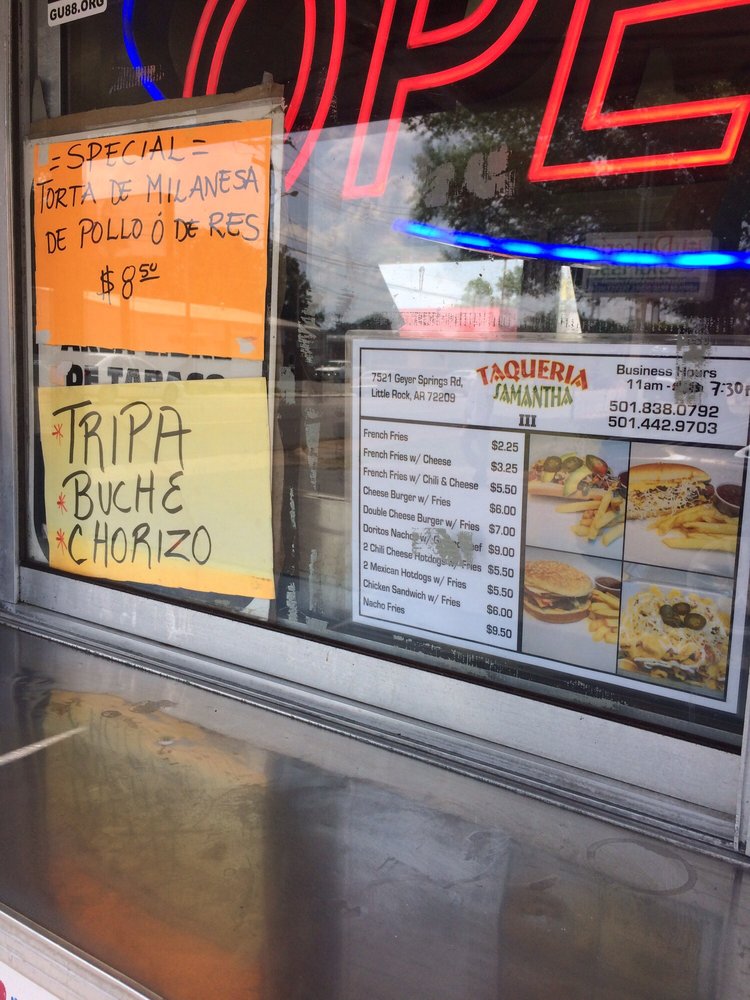 GU88.ORG
OPE
= SPECIAL =
TORTA DE MILANESA
DE POLLO Ó DE RES
$ 8 50
DE TABACO
* TRIPA
* BUCHE
* CHORIZO
7521 Geyer Springs Rd,
Little Rock, AR 72209
TAQUERIA
SAMANTHA
III
Business Hours
11am - 7:30
501.838.0792
501.442.9703
French Fries $2.25
French Fries w/ Cheese $3.25
French Fries w/ Chili & Cheese $5.50
Cheese Burger w/ Fries $6.00
Double Cheese Burger w/ Fries $7.00
Doritos Nacho w/ $9.00
2 Chili Cheese Hotdogs w/ Fries $5.50
2 Mexican Hotdogs w/ Fries $5.50
Chicken Sandwich w/ Fries $6.00
Nacho Fries $9.50